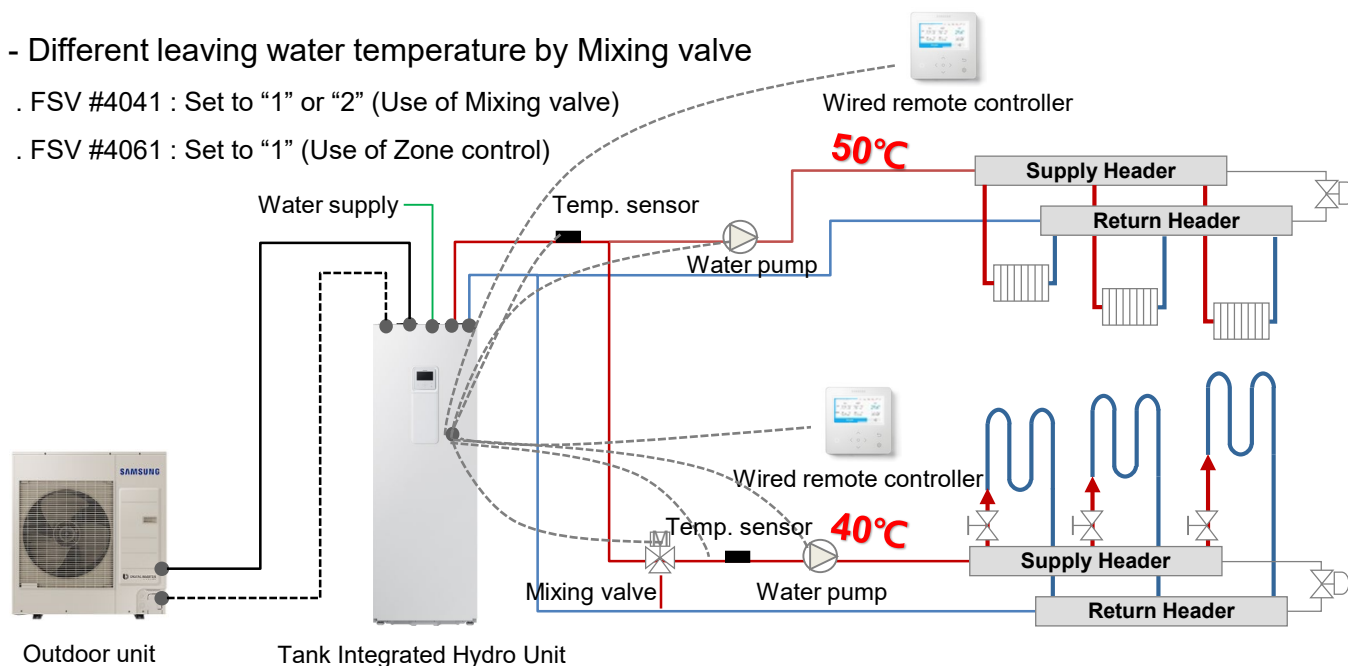 - Different leaving water temperature by Mixing valve
. FSV #4041 : Set to “1” or “2” (Use of Mixing valve)
. FSV #4061 : Set to “1” (Use of Zone control)
Wired remote controller
50℃
Supply Header
Return Header
Water supply
Temp. sensor
Water pump
Wired remote controller
SAMSUNG
M
Temp. sensor
40℃
Mixing valve
Water pump
Supply Header
Return Header
Outdoor unit
Tank Integrated Hydro Unit